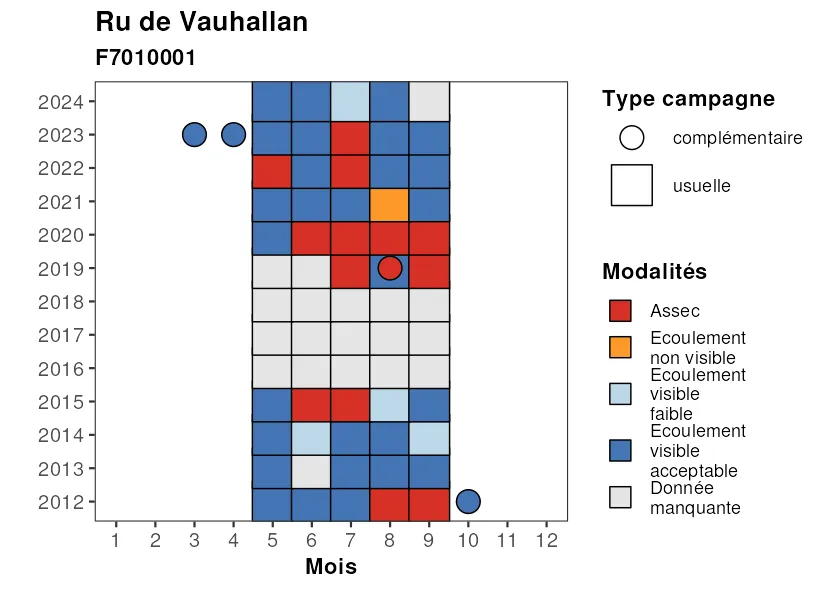 Ru de Vauhallan
F7010001
2024
2023
2022
2021
2020
2019
2018
2017
2016
2015
2014
2013
2012
1 2 3 4 5 6 7 8 9 10 11 12
Mois
Type campagne
complémentaire
usuelle
Modalités
Assec
Ecoulement
non visible
Ecoulement
visible
faible
Ecoulement
visible
acceptable
Donnée
manquante